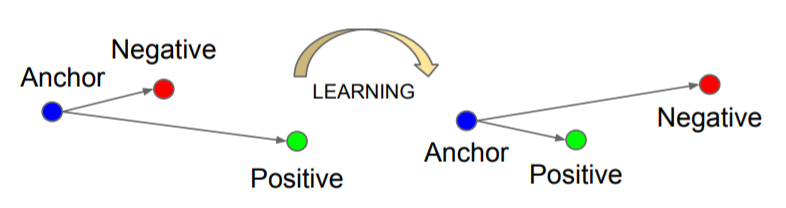 Negative
Anchor
Positive
LEARNING
Negative
Anchor
Positive